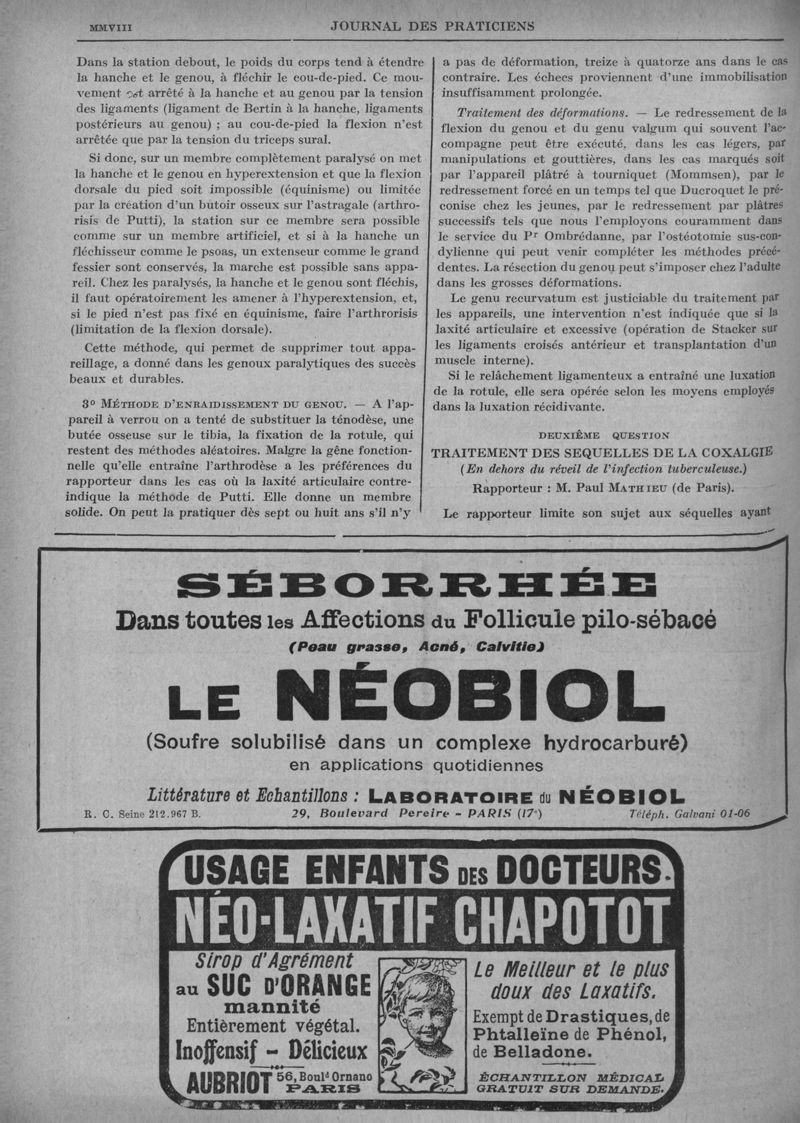 MMVIII
JOURNAL DES PRATICIENS
Dans la station debout, le poids du corps tend à étendre
la hanche et le genou, à fléchir le cou-de-pied. Ce mou-
vement est arrêté à la hanche et au genou par la tension
des ligaments (ligament de Bertin à la hanche, ligaments
postérieurs au genou) ; au cou-de-pied la flexion n'est
arrêtée que par la tension du triceps sural.
Si donc, sur un membre complètement paralysé on met
la hanche et le genou en hyperextension et que la flexion
dorsale du pied soit impossible (équinisme) ou limitée
par la création d'un butoir osseux sur l'astragale (arthro-
risis de Putti), la station sur ce membre sera possible
comme sur un membre artificiel, et si à la hanche un
fléchisseur comme le psoas, un extenseur comme le grand
fessier sont conservés, la marche est possible sans appa-
reil. Chez les paralysés, la hanche et le genou sont fléchis,
il faut opératoirement les amener à l'hyperextension, et,
si le pied n'est pas fixé en équinisme, faire l'arthrorisis
(limitation de la flexion dorsale).
Cette méthode, qui permet de supprimer tout appa-
reillage, a donné dans les genoux paralytiques des succès
beaux et durables.
3º MÉTHODE D'ENRAIDISSEMENT DU GENOU. — A l'ap-
pareil à verrou on a tenté de substituer la ténodèse, une
butée osseuse sur le tibia, la fixation de la rotule, qui
restent des méthodes aléatoires. Malgre la gêne fonction-
nelle qu'elle entraîne l'arthrodèse a les préférences du
rapporteur dans les cas où la laxité articulaire contre-
indique la méthode de Putti. Elle donne un membre
solide. On peut la pratiquer dès sept ou huit ans s'il n'y
a pas de déformation, treize à quatorze ans dans le cas
contraire. Les échecs proviennent d'une immobilisation
insuffisamment prolongée.
Traitement des déformations. — Le redressement de la
flexion du genou et du genu valgum qui souvent l'ac-
compagne peut être exécuté, dans les cas légers, par
manipulations et gouttières, dans les cas marqués soit
par l'appareil plâtré à tourniquet (Mommsen), par le
redressement forcé en un temps tel que Ducroquet le pré-
conise chez les jeunes, par le redressement par plâtres
successifs tels que nous l'employons couramment dans
le service du Pr Ombrédanne, par l'ostéotomie sus-con-
dylienne qui peut venir compléter les méthodes précé-
dentes. La résection du genou peut s'imposer chez l'adulte
dans les grosses déformations.
Le genu recurvatum est justiciable du traitement par
les appareils, une intervention n'est indiquée que si la
laxité articulaire et excessive (opération de Stacker sur
les ligaments croisés antérieur et transplantation d'un
muscle interne).
Si le relâchement ligamenteux a entraîné une luxation
de la rotule, elle sera opérée selon les moyens employés
dans la luxation récidivante.
DEUXIÈME QUESTION
TRAITEMENT DES SEQUELLES DE LA COXALGIE
(En dehors du réveil de l'infection tuberculeuse.)
Rapporteur : M. Paul MATHIEU (de Paris).
Le rapporteur limite son sujet aux séquelles ayant
SÉBORRHÉE
Dans toutes les Affections du Follicule pilo-sébacé
(Peau grasse, Acné, Calvitie)
LE NÉOBIOL
(Soufre solubilisé dans un complexe hydrocarburé)
en applications quotidiennes
Littérature et Echantillons : LABORATOIRE du NÉOBIOL
R. C. Seine 212.967 B.
29, Boulevard Pereire - PARIS (17e)
Téléph. Galvani 01-06
USAGE ENFANTS DES DOCTEURS.
NÉO-LAXATIF CHAPOTOT
Sirop d'Agrément
au SUC D'ORANGE
mannité
Entièrement végétal.
Inoffensif - Délicieux
AUBRIOT 56, Bould Ornano
PARIS
Le Meilleur et le plus
doux des Laxatifs.
Exempt de Drastiques, de
Phtalleïne de Phénol,
de Belladone.
ÉCHANTILLON MÉDICAL
GRATUIT SUR DEMANDE.